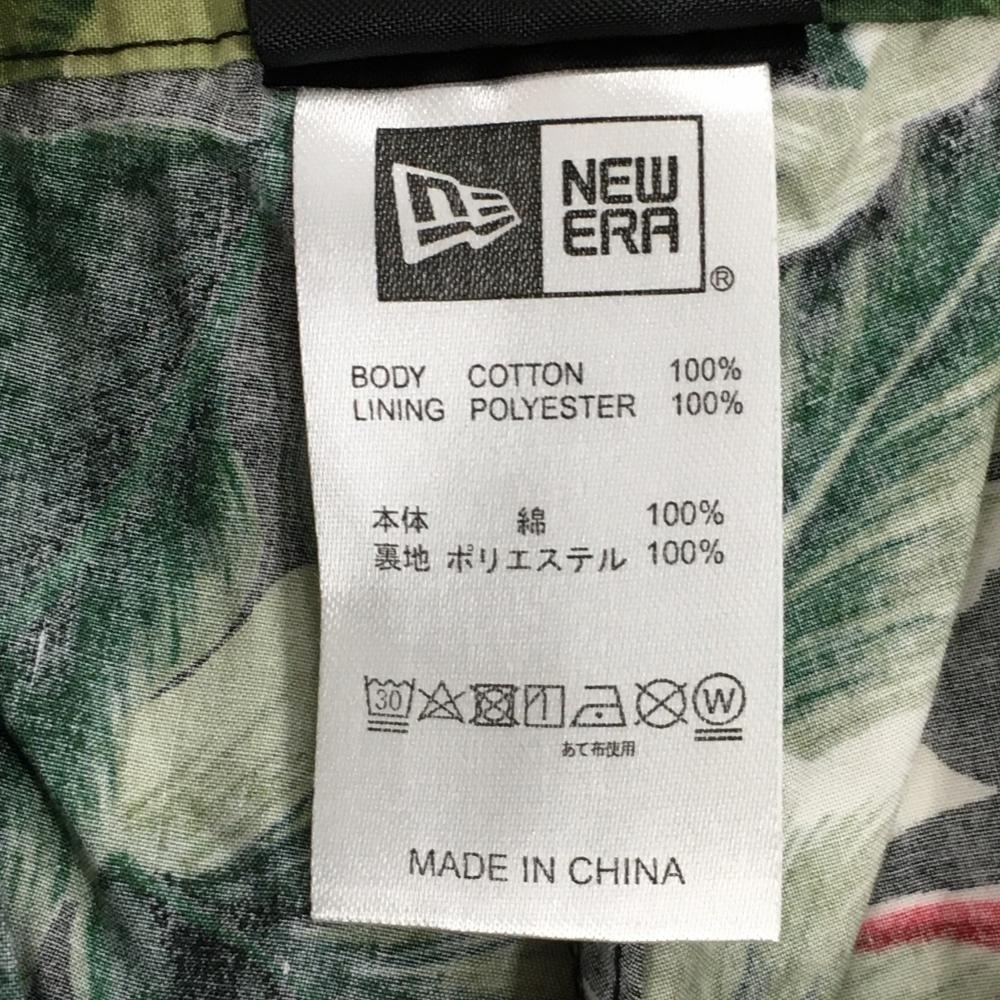 NEW
ERA
®
BODY COTTON 100%
LINING POLYESTER 100%
本体 綿 100%
裏地 ポリエステル 100%
30 W
あて布使用
MADE IN CHINA